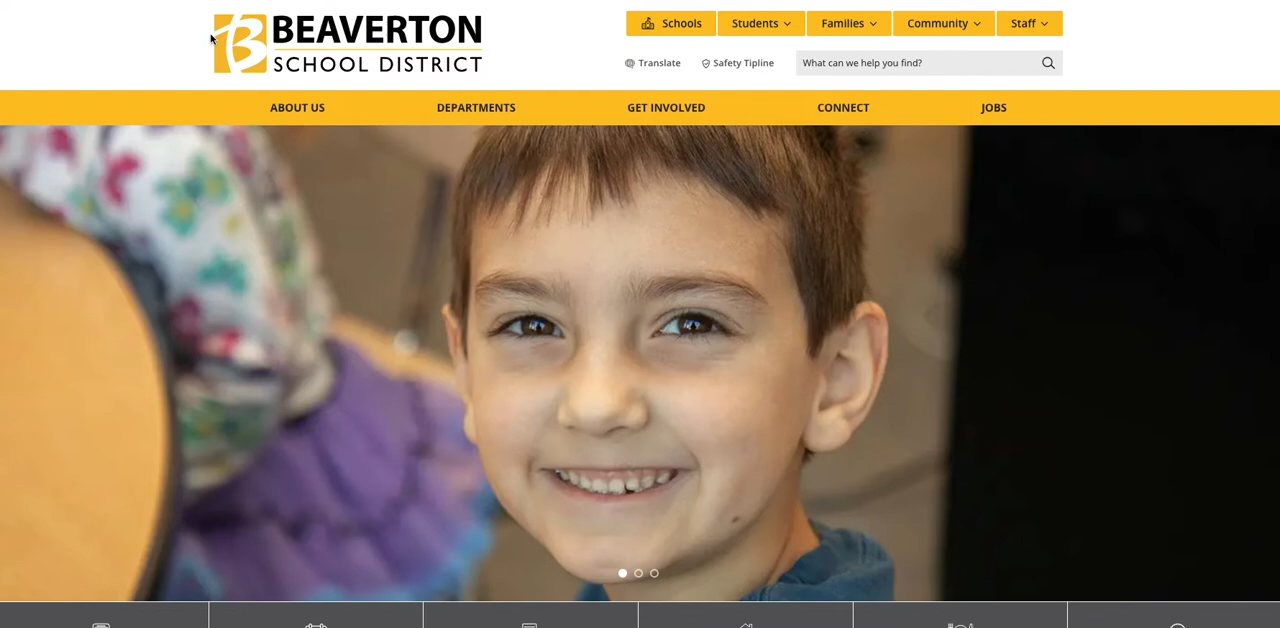 BEAVERTON
SCHOOL DISTRICT
Schools
Students
Families
Community
Staff
Translate
Safety Tipline
What can we help you find?
ABOUT US
DEPARTMENTS
GET INVOLVED
CONNECT
JOBS